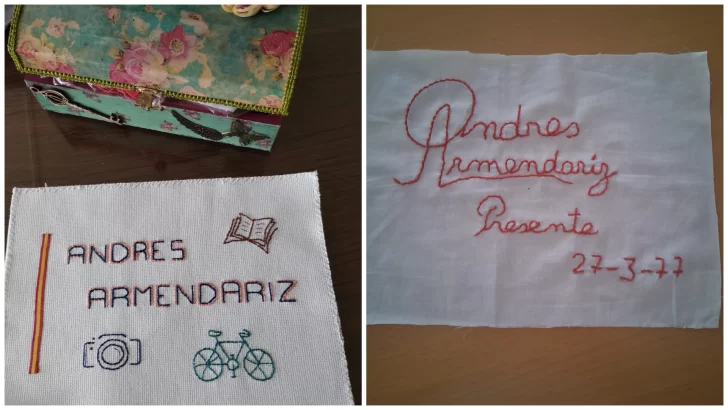 ANDRES
ARMENDARIZ
Andres
Armendariz
Presente
27-3-77